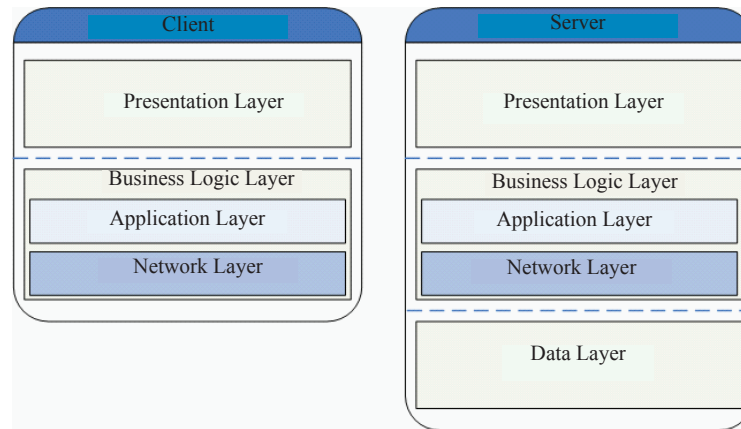 Client
Presentation Layer
Business Logic Layer
Application Layer
Network Layer
Server
Presentation Layer
Business Logic Layer
Application Layer
Network Layer
Data Layer